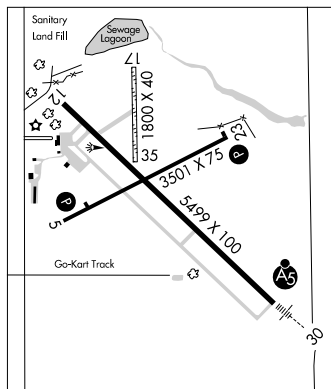 Sanitary
Land Fill
Sewage
Lagoon
17
12
1800 X 40
35
23
3501 X 75
P
P
5
5499 X 100
Go-Kart Track
A5
30